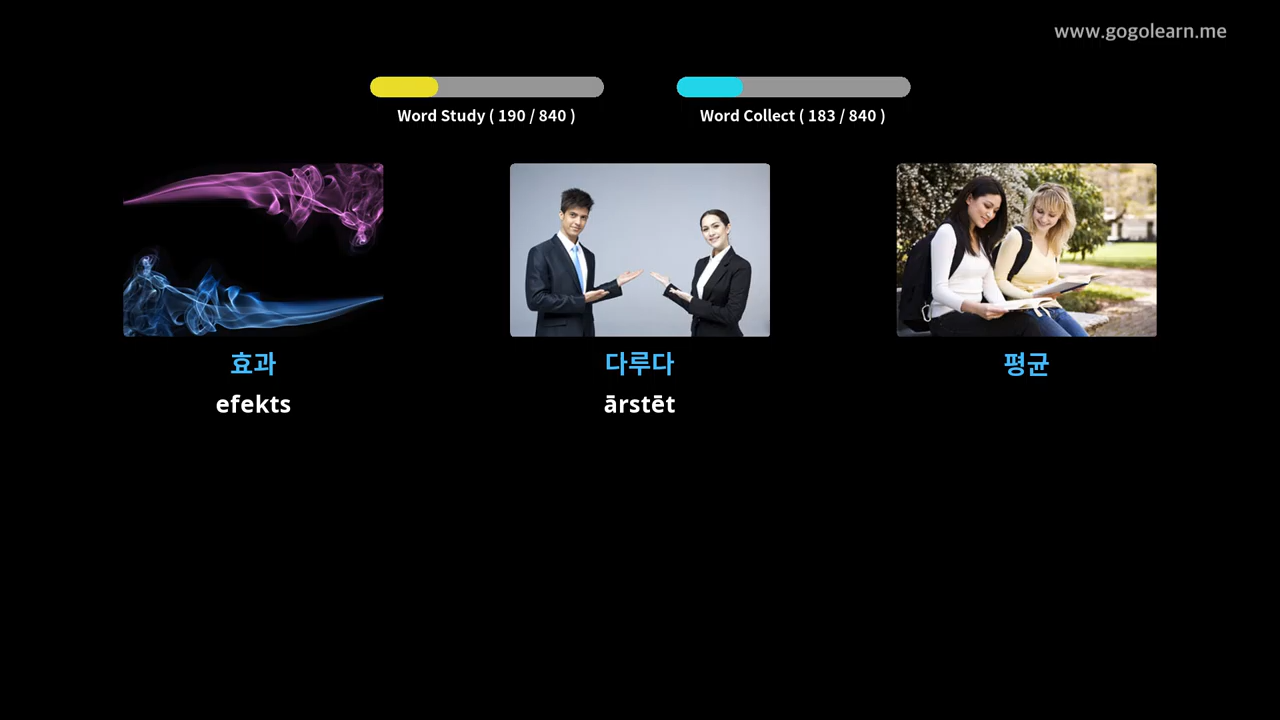 www.gogolearn.me
Word Study ( 190 / 840 )
Word Collect ( 183 / 840 )
효과
다루다
평균
efekts
ārstēt